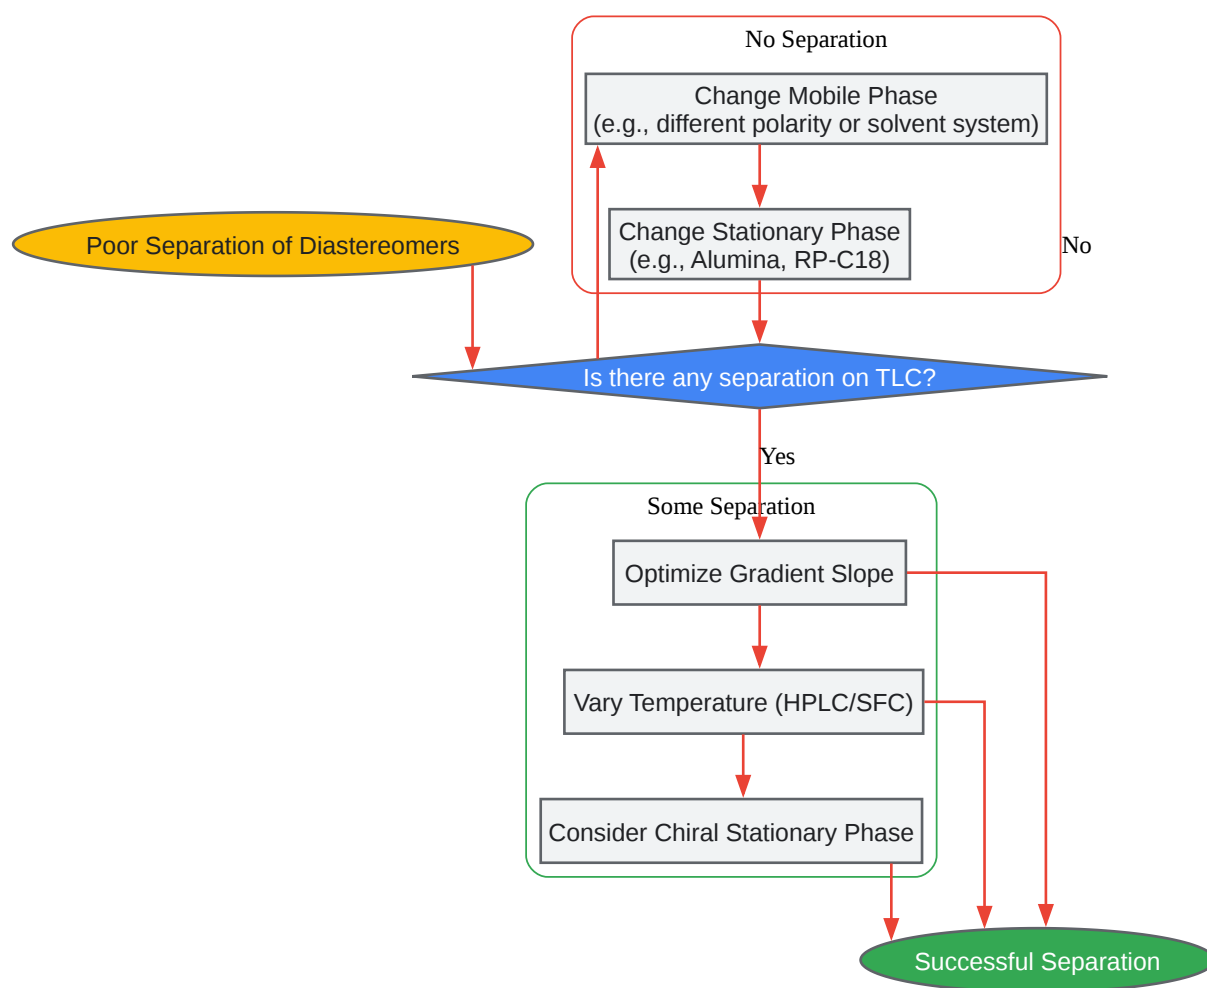 No Separation
Change Mobile Phase
(e.g., different polarity or solvent system)
Change Stationary Phase
(e.g., Alumina, RP-C18)
Poor Separation of Diastereomers
No
Is there any separation on TLC?
Yes
Some Separation
Optimize Gradient Slope
Vary Temperature (HPLC/SFC)
Consider Chiral Stationary Phase
Successful Separation